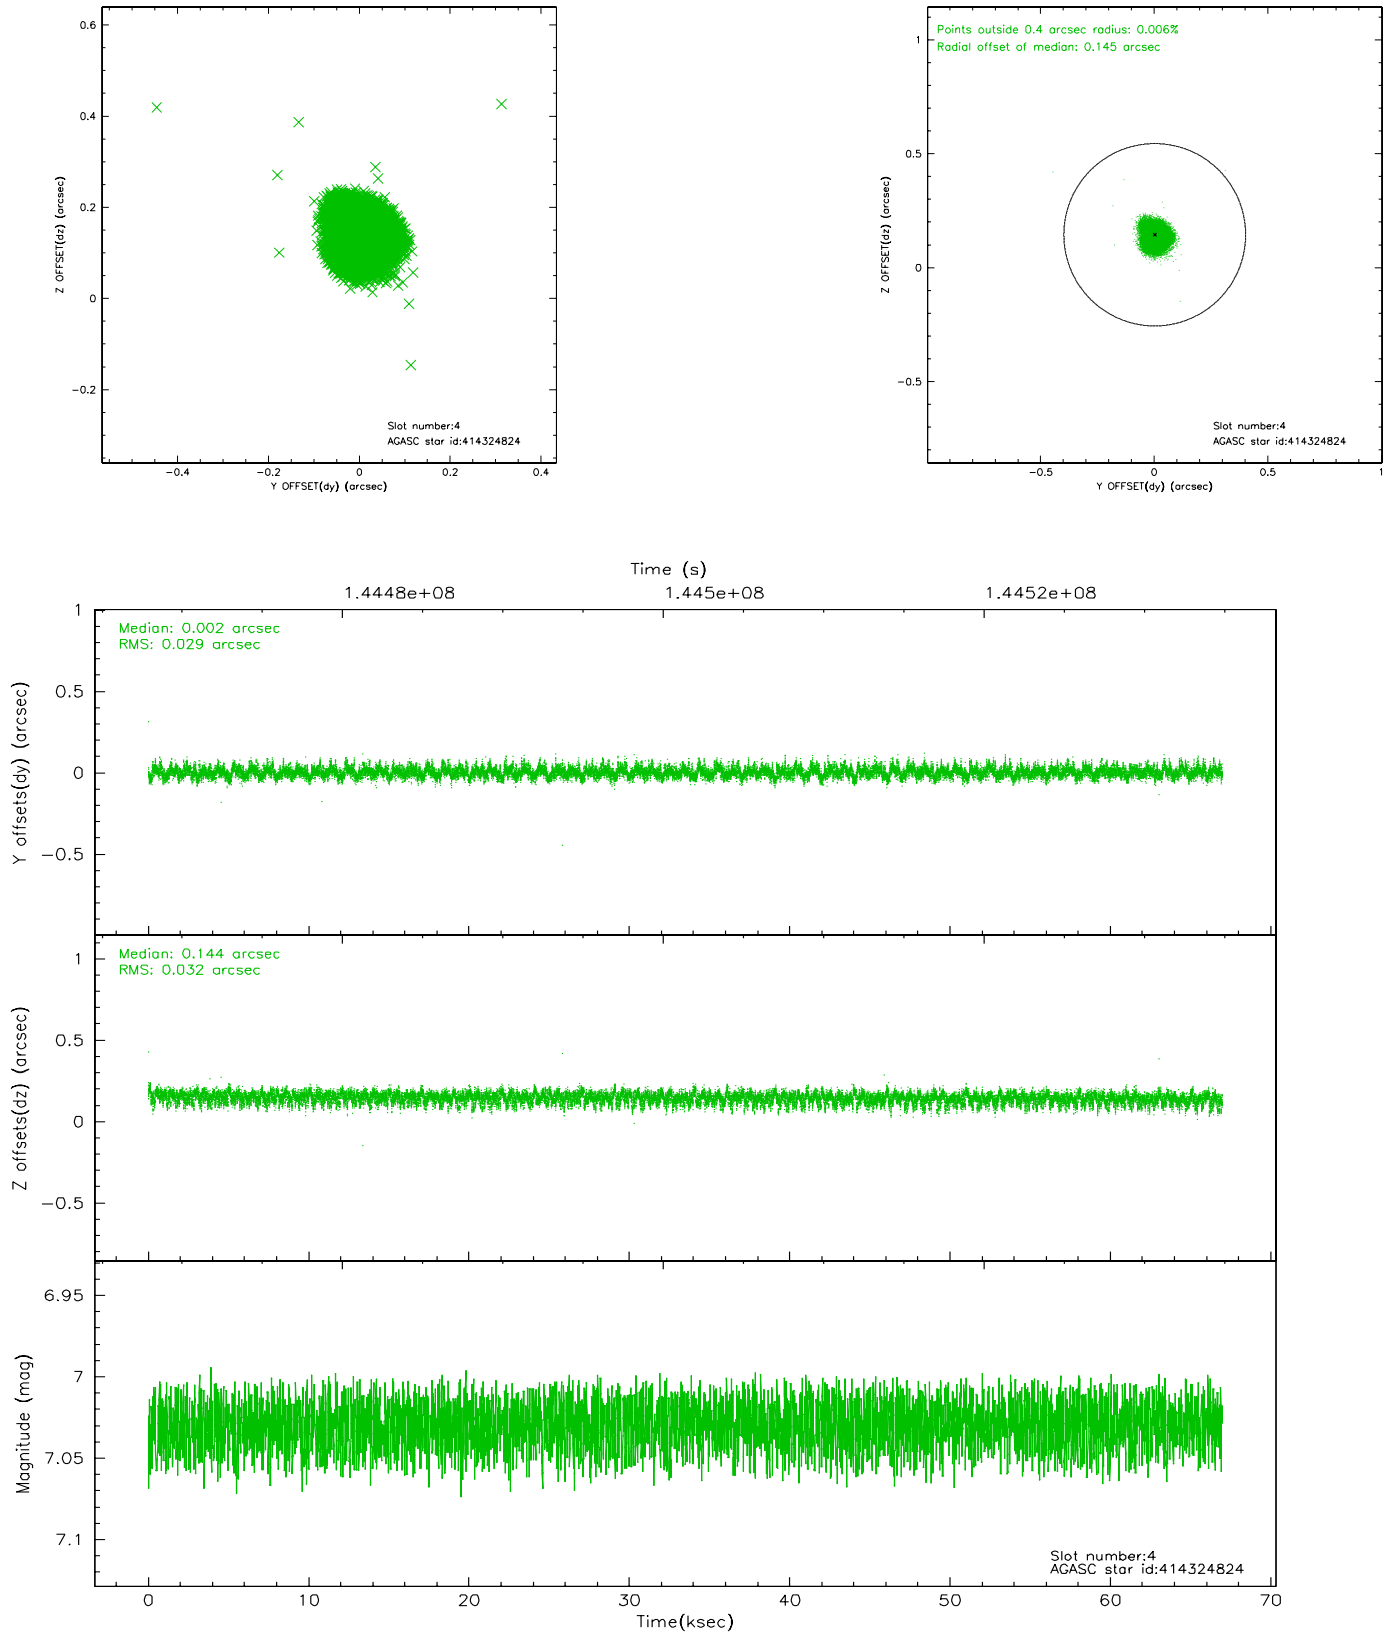 0.6
0.4
0.2
0
−0.2
Z OFFSET(dz) (arcsec)
Slot number:4
AGASC star id:414324824
−0.4
−0.2
0
0.2
0.4
Y OFFSET(dy) (arcsec)
Points outside 0.4 arcsec radius: 0.006%
Radial offset of median: 0.145 arcsec
1
0.5
0
−0.5
Z OFFSET(dz) (arcsec)
Slot number:4
AGASC star id:414324824
−0.5
0
0.5
1
Y OFFSET(dy) (arcsec)
Time (s)
1.4448e+08
1.445e+08
1.4452e+08
Median: 0.002 arcsec
RMS: 0.029 arcsec
1
0.5
0
−0.5
Y offsets(dy) (arcsec)
Median: 0.144 arcsec
RMS: 0.032 arcsec
1
0.5
0
−0.5
Z offsets(dz) (arcsec)
6.95
7
7.05
7.1
Magnitude (mag)
Slot number:4
AGASC star id:414324824
0
10
20
30
40
50
60
70
Time(ksec)